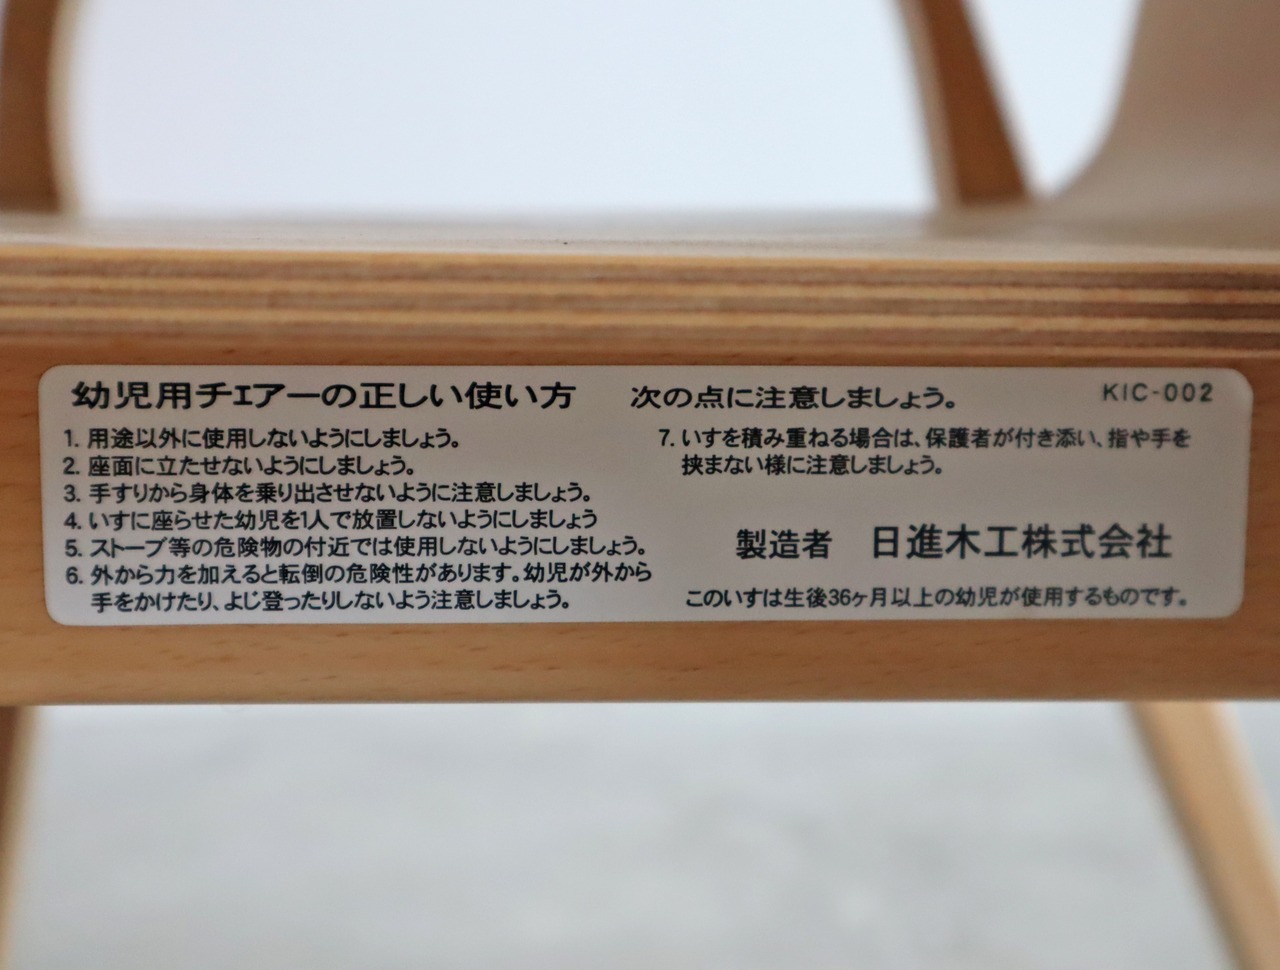 幼児用チェアーの正しい使い方　次の点に注意しましょう。 KIC-002
1. 用途以外に使用しないようにしましょう。
2. 座面に立たせないようにしましょう。
3. 手すりから身体を乗り出させないように注意しましょう。
4. いすに座らせた幼児を1人で放置しないようにしましょう
5. ストーブ等の危険物の付近では使用しないようにしましょう。
6. 外から力を加えると転倒の危険性があります。幼児が外から
手をかけたり、よじ登ったりしないよう注意しましょう。
7. いすを積み重ねる場合は、保護者が付き添い、指や手を
挟まない様に注意しましょう。
製造者　日進木工株式会社
このいすは生後36ヶ月以上の幼児が使用するものです。